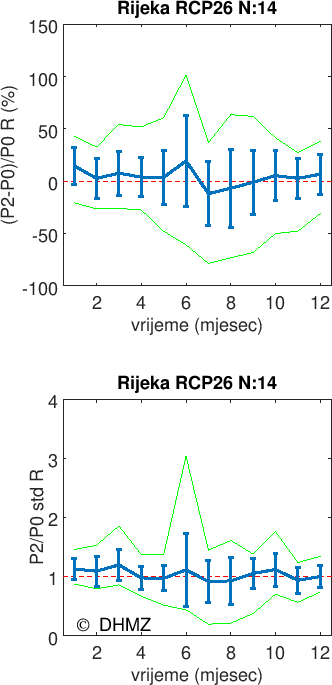 Rijeka RCP26 N:14
150
100
50
0
-50
-100
(P2-P0)/P0 R (%)
2 4 6 8 10 12
vrijeme (mjesec)
Rijeka RCP26 N:14
4
3
2
1
0
P2/P0 std R
© DHMZ
2 4 6 8 10 12
vrijeme (mjesec)